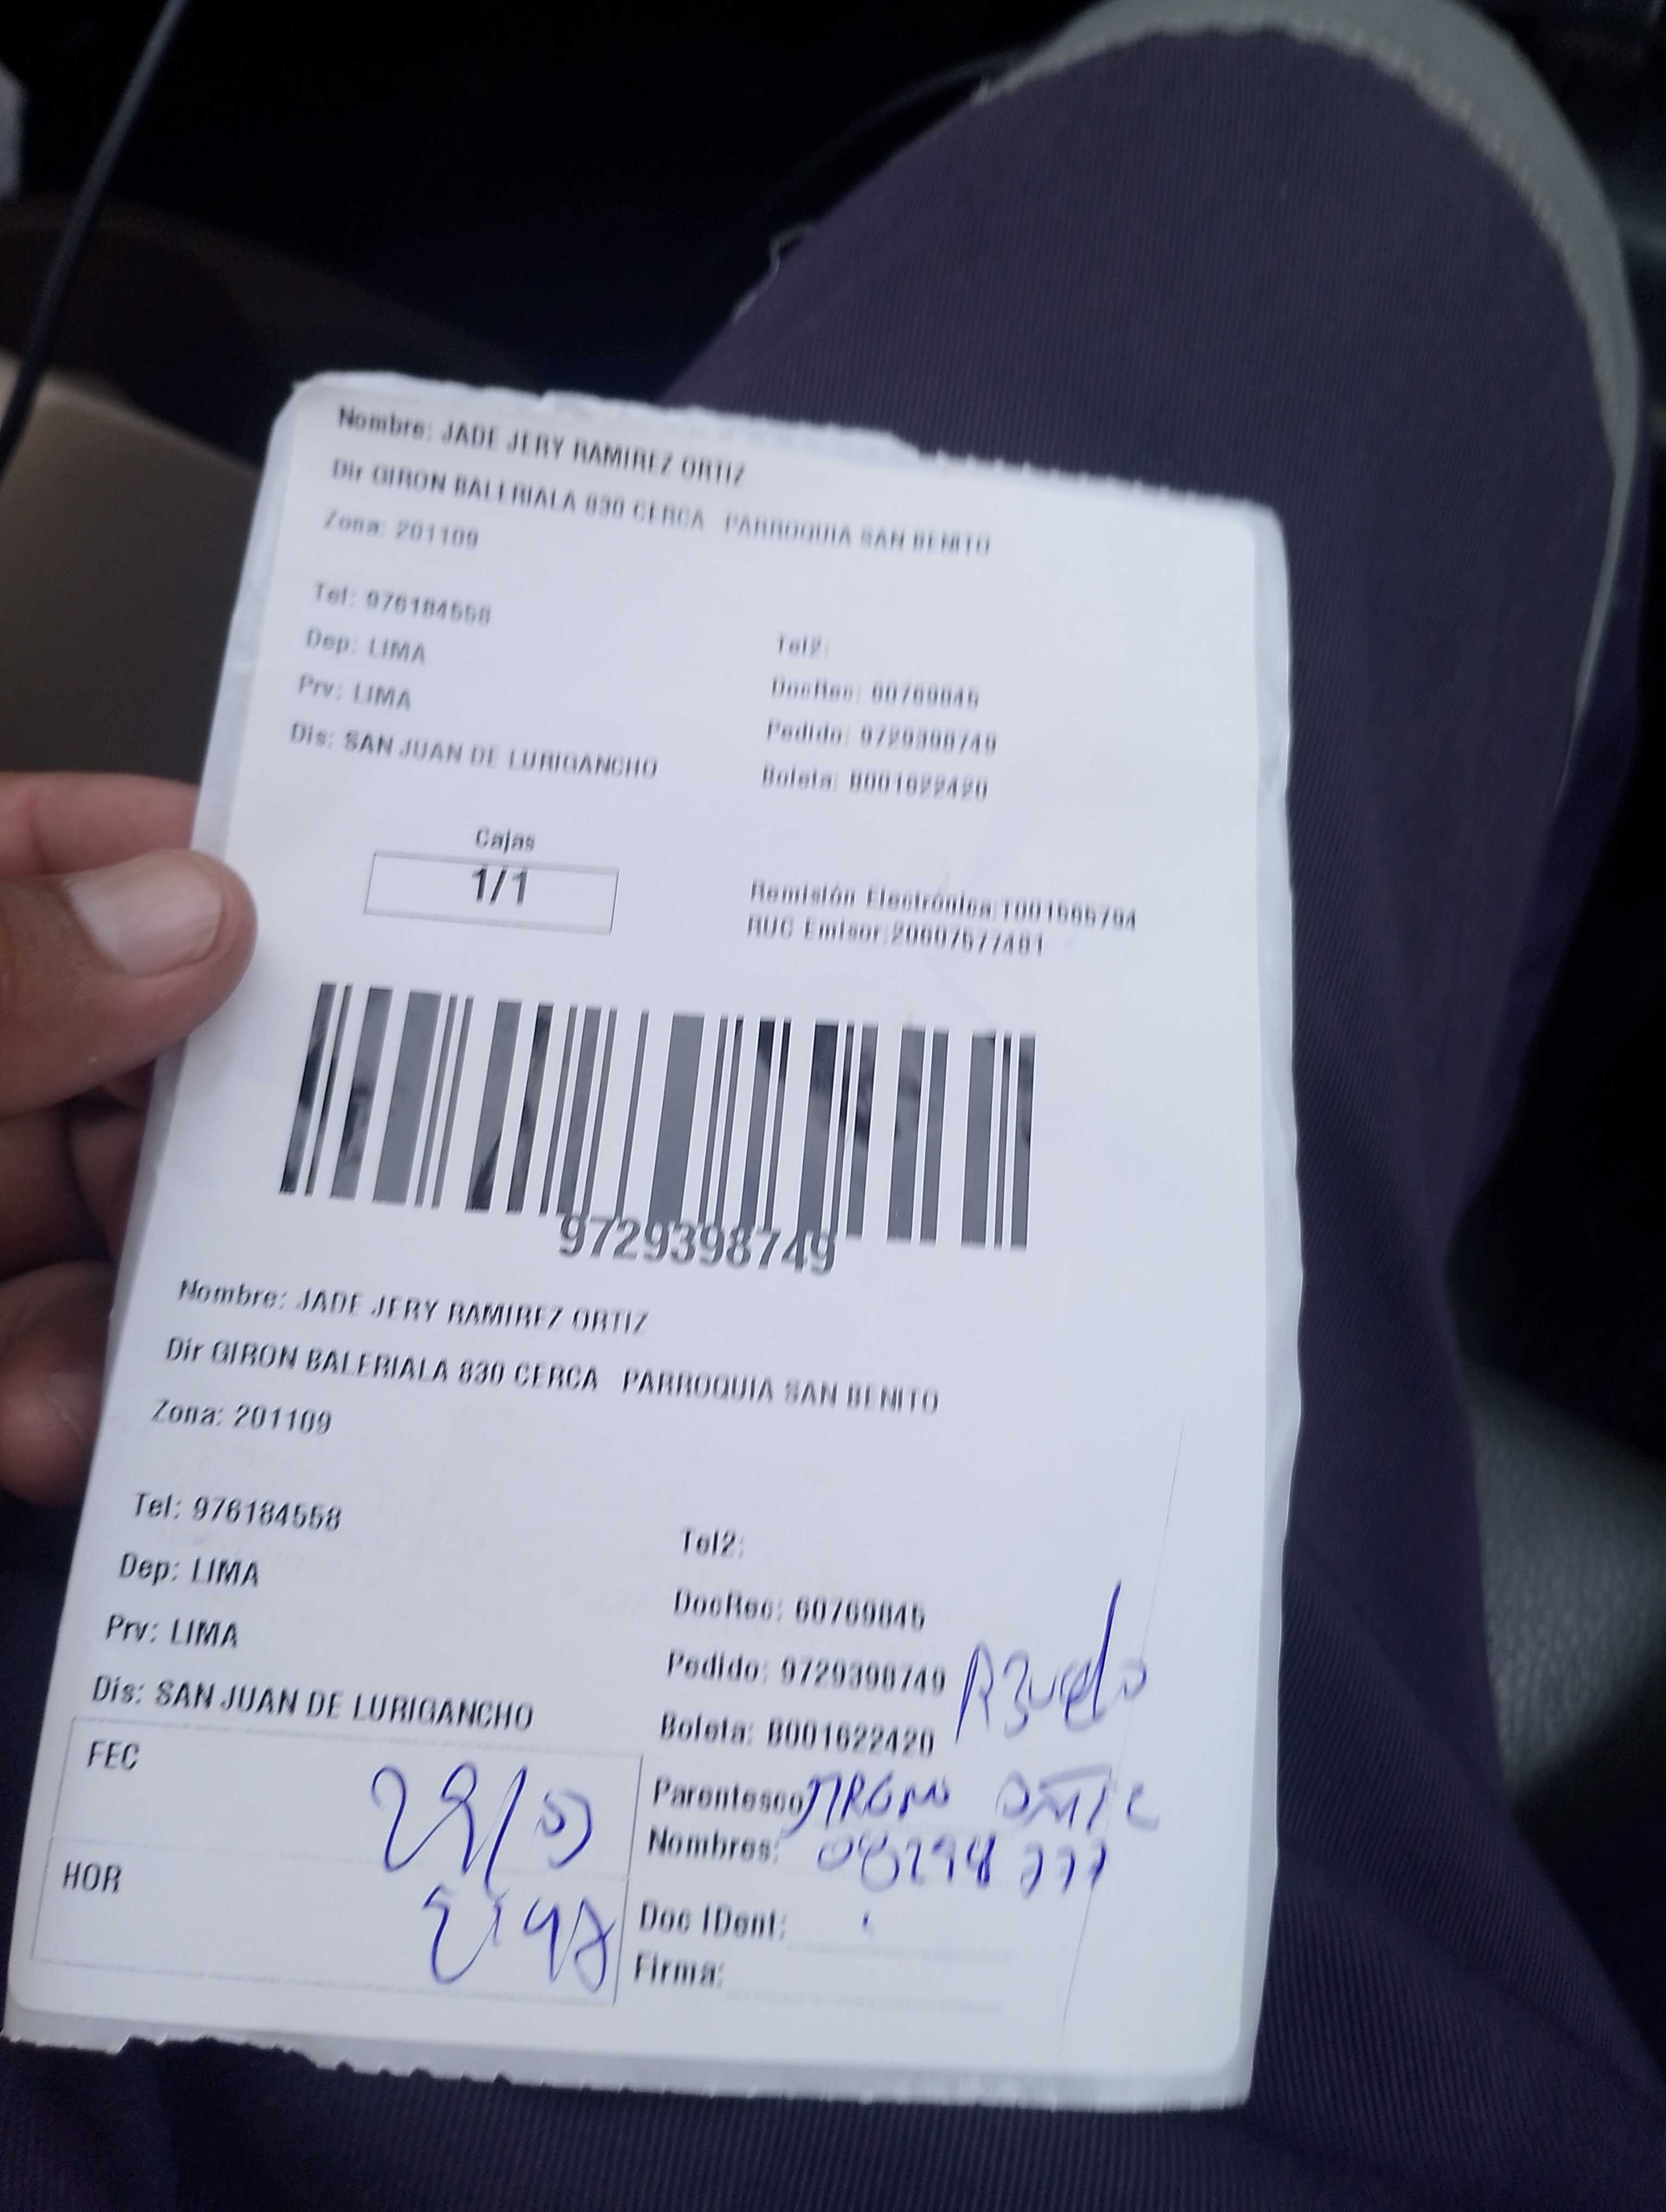 Nombre: JADE JERY RAMIREZ ORTIZ
Dir GIRON BALERIALA 830 CERCA PARROQUIA SAN BENITO
Zona: 201109
Tel: 976184558
Tel2:
Dep: LIMA
DocRec: 60769845
Prv: LIMA
Pedido: 9729398749
Dis: SAN JUAN DE LURIGANCHO
Boleta: B001622420
Cajas
1/1
Remisión Electrónica:T001565794
RUC Emisor:20607577481
9729398749
Nombre: JADE JERY RAMIREZ ORTIZ
Dir GIRON BALERIALA 830 CERCA PARROQUIA SAN BENITO
Zona: 201109
Tel: 976184558
Tel2:
Dep: LIMA
DocRec: 60769845
Prv: LIMA
Pedido: 9729398749
Dis: SAN JUAN DE LURIGANCHO
Boleta: B001622420
FEC
Parentesco
Nombres: 08294777
HOR
Doc IDent:
Firma: